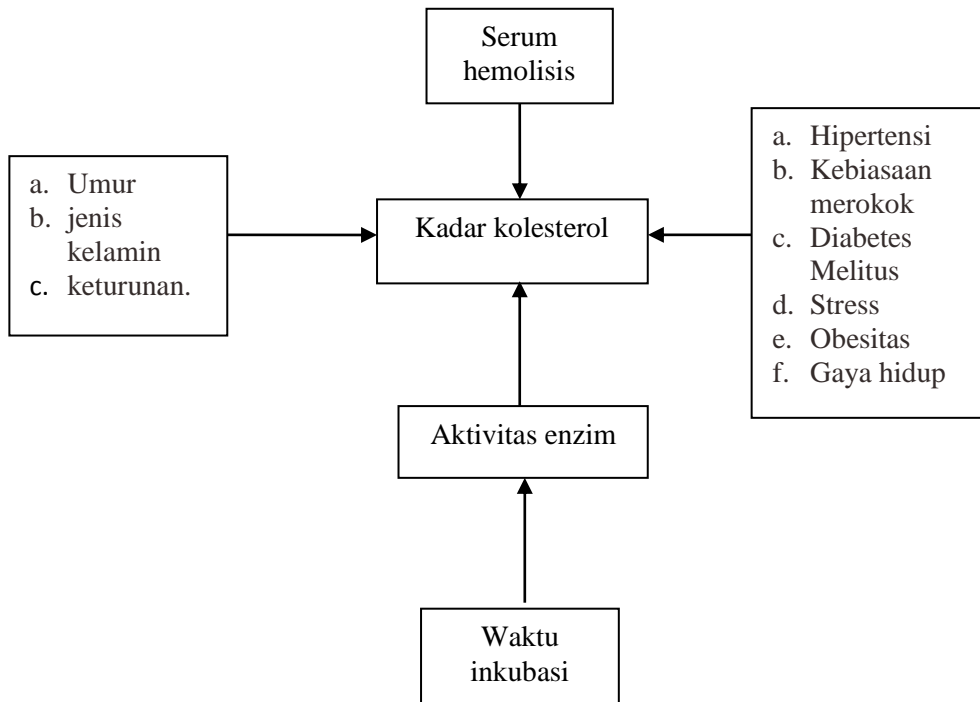 Serum
hemolisis
a. Umur
b. jenis
kelamin
c. keturunan.
Kadar kolesterol
a. Hipertensi
b. Kebiasaan
merokok
c. Diabetes
Melitus
d. Stress
e. Obesitas
f. Gaya hidup
Aktivitas enzim
Waktu
inkubasi